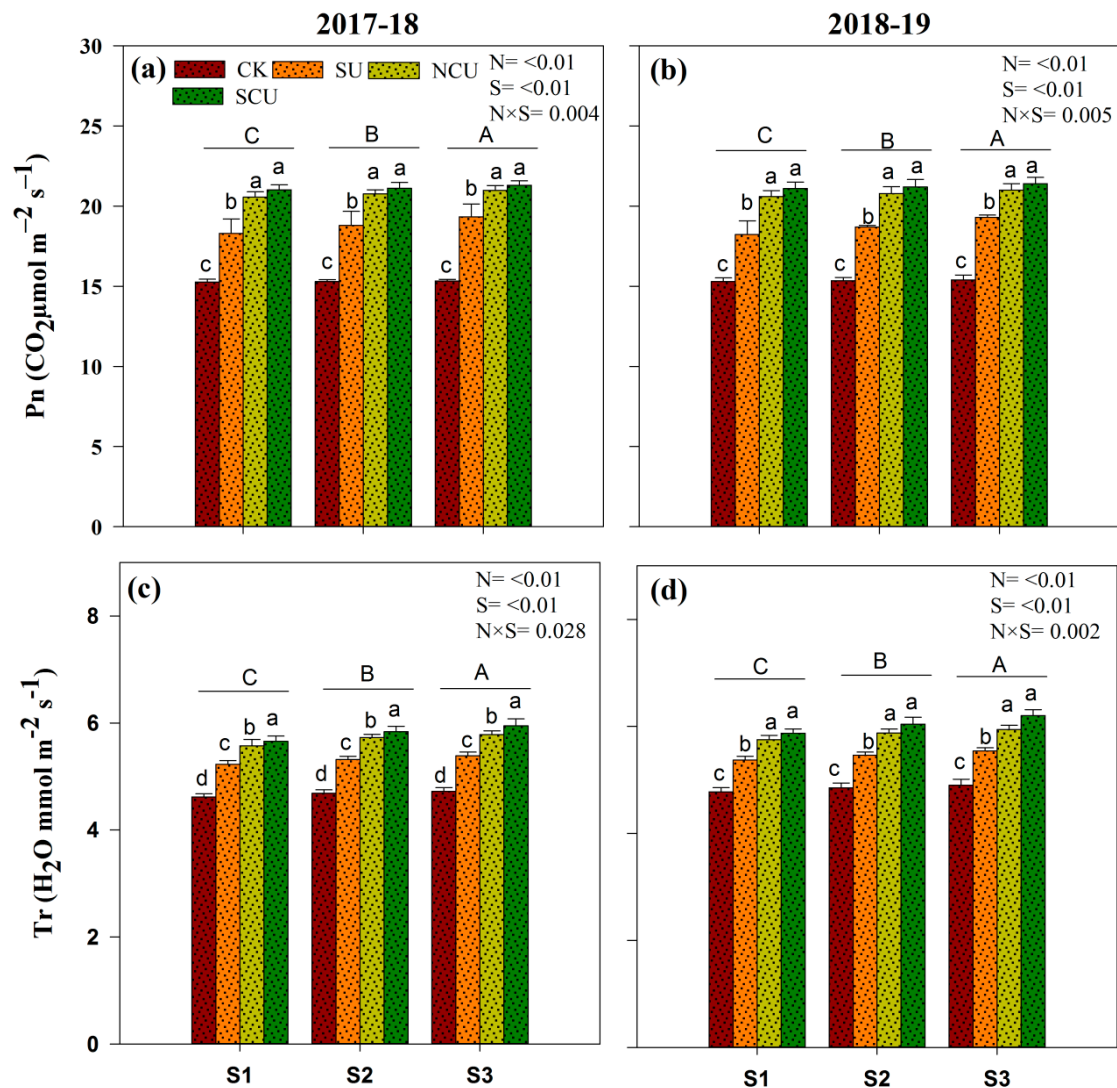 2017-18
2018-19
(a) CK SU NCU
SCU
N= <0.01
S= <0.01
N×S= 0.004
(b)
N= <0.01
S= <0.01
N×S= 0.005
30
25
20
15
10
5
0
Pn (CO₂μmol m⁻² s⁻¹)
C B A
c b a a c b a a c b a a
C B A
c b a a c b a a c b a a
(c)
N= <0.01
S= <0.01
N×S= 0.028
(d)
N= <0.01
S= <0.01
N×S= 0.002
8
6
4
2
0
Tr (H₂O mmol m⁻² s⁻¹)
C B A
d c b a d c b a d c b a
C B A
c b a a c b a a c b a a
S1 S2 S3
S1 S2 S3